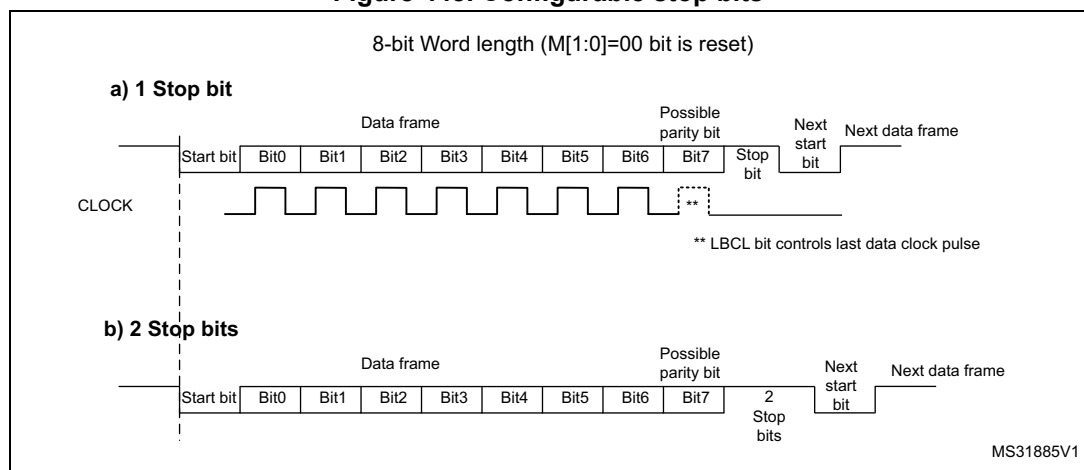 8-bit Word length (M[1:0]=00 bit is reset)
a) 1 Stop bit
Data frame
Possible
parity bit
Next
start
bit
Next data frame
Start bit Bit0 Bit1 Bit2 Bit3 Bit4 Bit5 Bit6 Bit7 Stop
bit
CLOCK
**
** LBCL bit controls last data clock pulse
b) 2 Stop bits
Data frame
Possible
parity bit
Next
start
bit
Next data frame
Start bit Bit0 Bit1 Bit2 Bit3 Bit4 Bit5 Bit6 Bit7 2
Stop
bits
MS31885V1